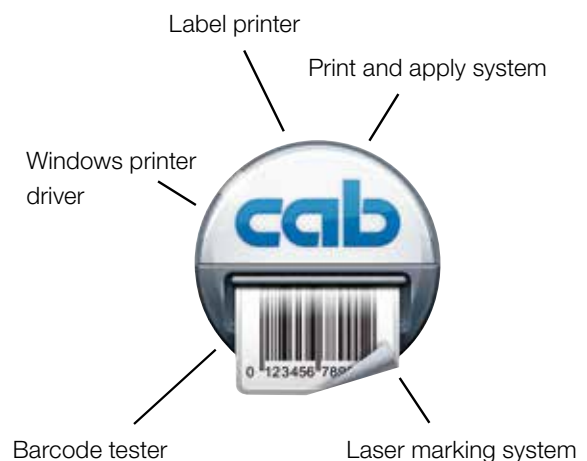 Label printer
Print and apply system
Windows printer
driver
cab
0 123456 789
Barcode tester
Laser marking system